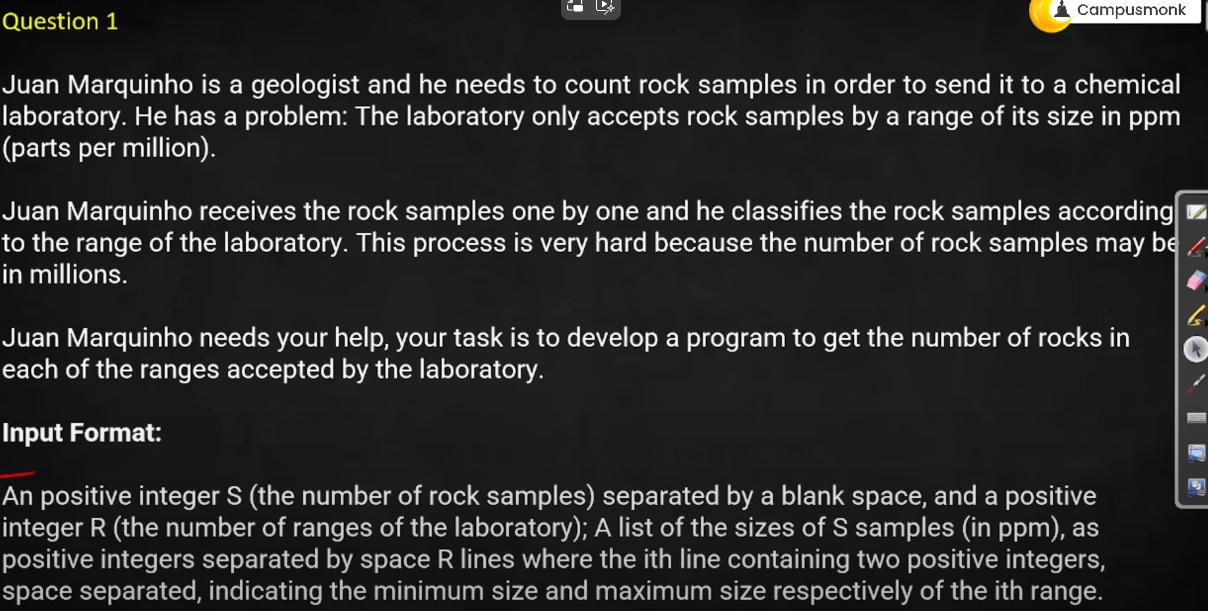 Question 1
Campusmonk
Juan Marquinho is a geologist and he needs to count rock samples in order to send it to a chemical
laboratory. He has a problem: The laboratory only accepts rock samples by a range of its size in ppm
(parts per million).
Juan Marquinho receives the rock samples one by one and he classifies the rock samples according
to the range of the laboratory. This process is very hard because the number of rock samples may be
in millions.
Juan Marquinho needs your help, your task is to develop a program to get the number of rocks in
each of the ranges accepted by the laboratory.
Input Format:
An positive integer S (the number of rock samples) separated by a blank space, and a positive
integer R (the number of ranges of the laboratory); A list of the sizes of S samples (in ppm), as
positive integers separated by space R lines where the ith line containing two positive integers,
space separated, indicating the minimum size and maximum size respectively of the ith range.